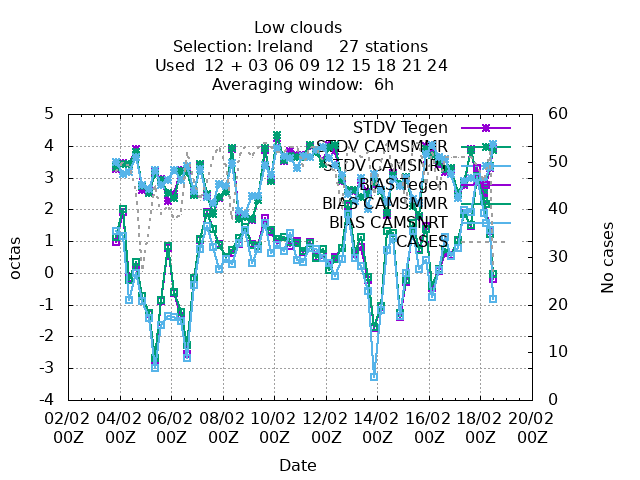 Low clouds
Selection: Ireland 27 stations
Used 12 + 03 06 09 12 15 18 21 24
Averaging window: 6h
5
4
3
2
1
0
-1
-2
-3
-4
octas
60
50
40
30
20
10
0
No cases
STDV Tegen
STDV CAMSMMR
STDV CAMSNRT
BIAS Tegen
BIAS CAMSMMR
BIAS CAMSNRT
CASES
02/02 04/02 06/02 08/02 10/02 12/02 14/02 16/02 18/02 20/02
00Z 00Z 00Z 00Z 00Z 00Z 00Z 00Z 00Z 00Z
Date